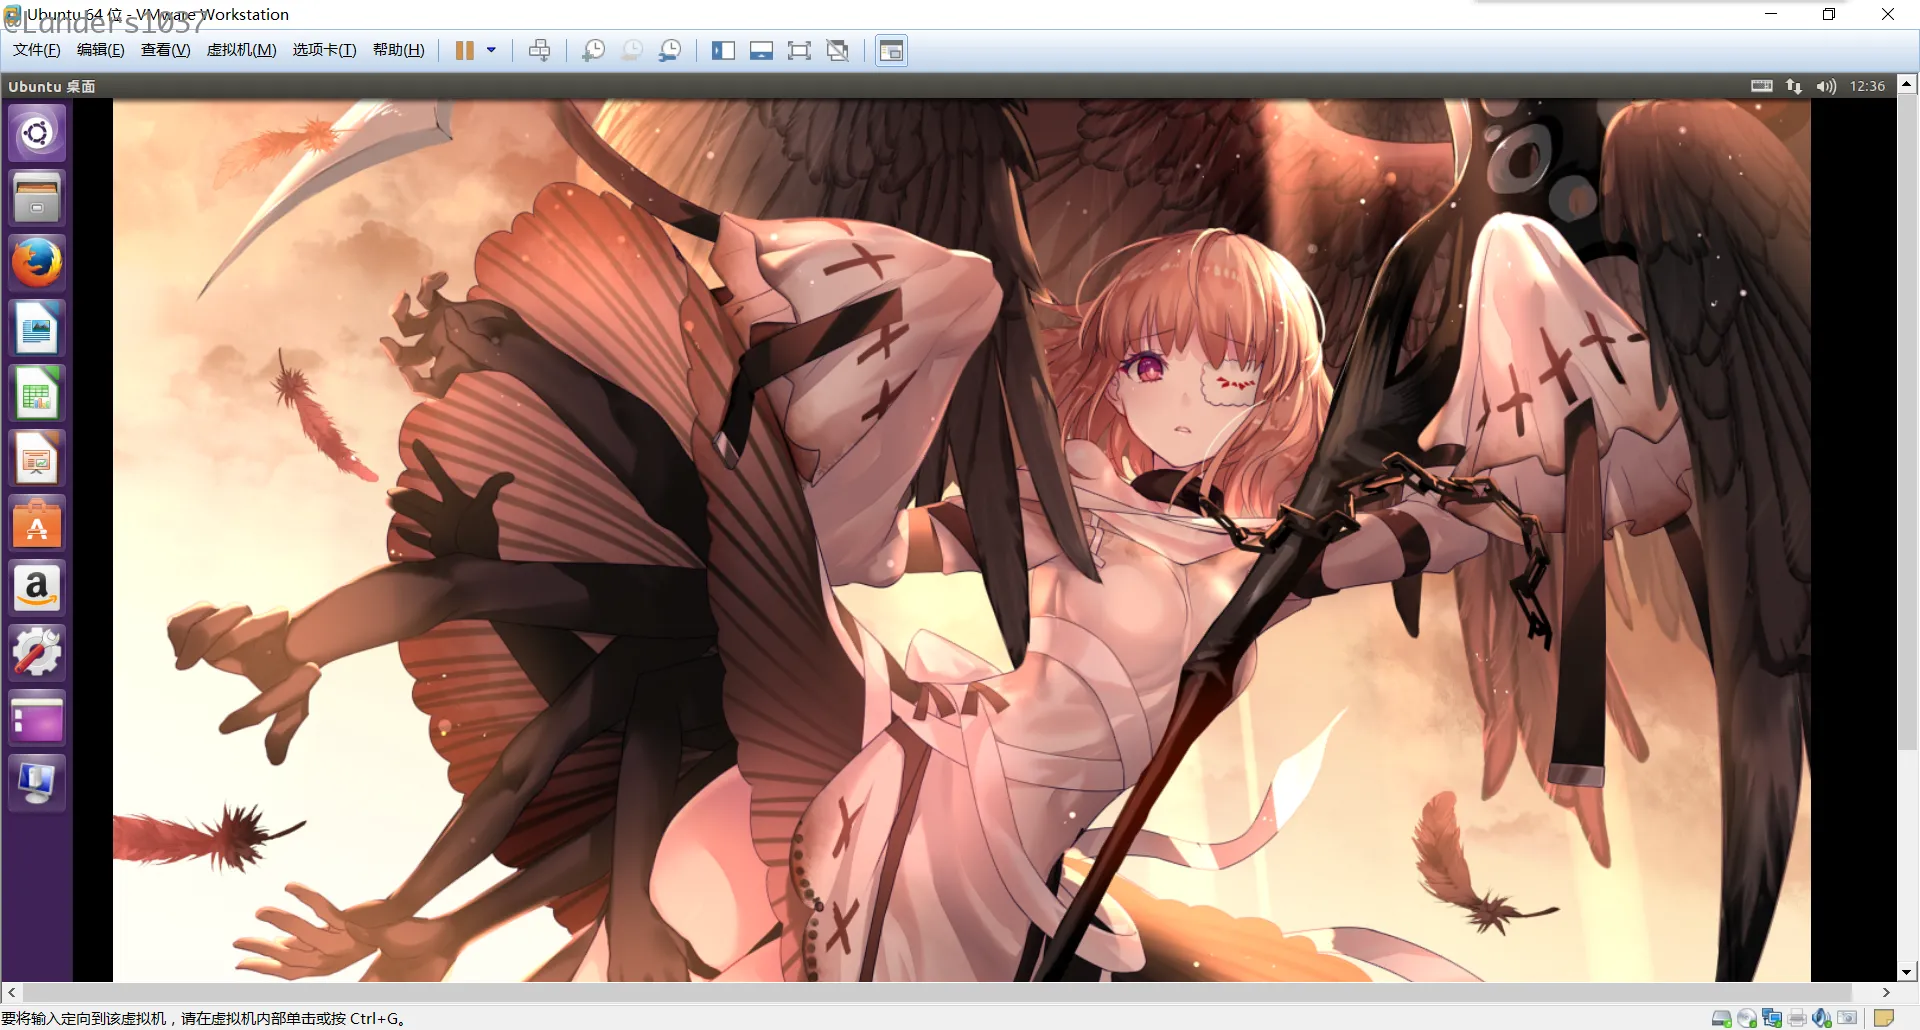 Ubuntu 64 位 - VMware Workstation
@Landers1037
文件(F) 编辑(E) 查看(V) 虚拟机(M) 选项卡(T) 帮助(H)
Ubuntu 桌面
12:36
要将输入定向到该虚拟机，请在虚拟机内部单击或按 Ctrl+G。